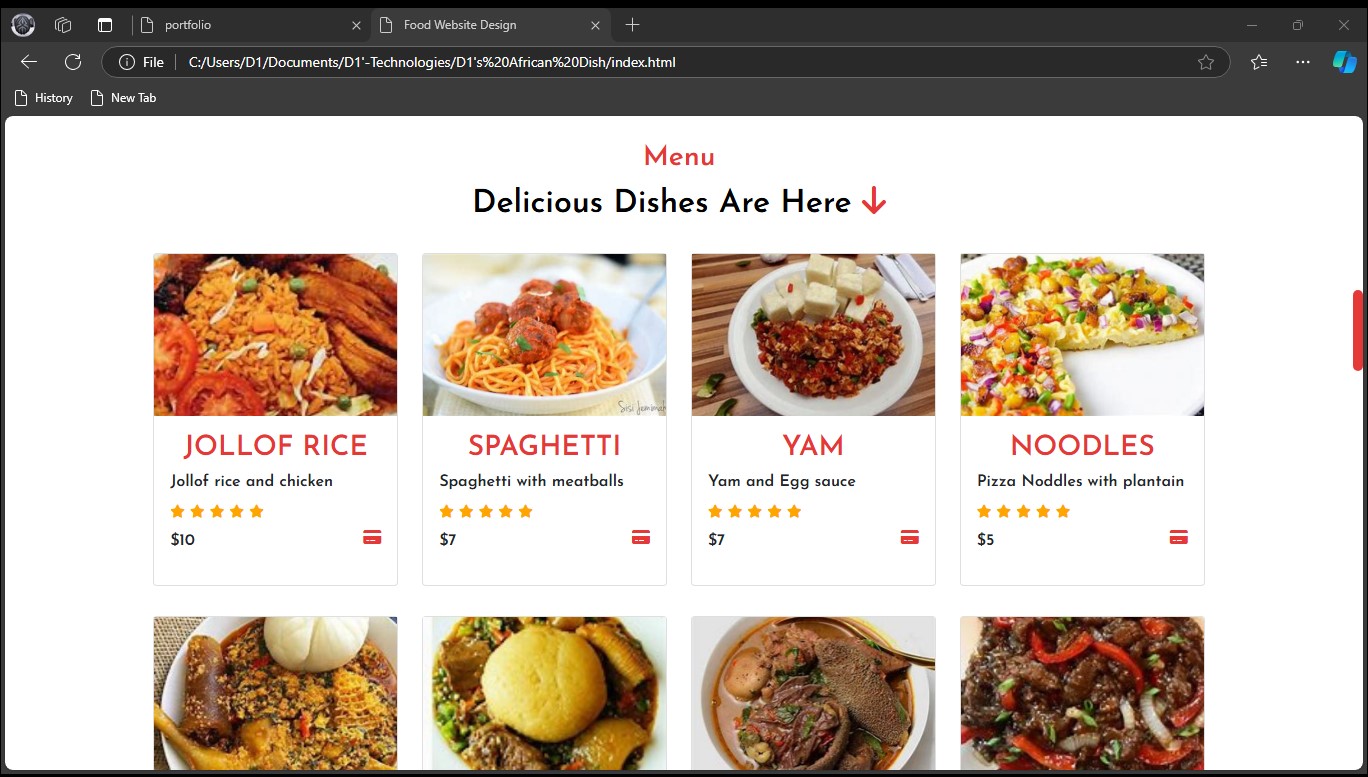 portfolio
Food Website Design
File
C:/Users/D1/Documents/D1'-Technologies/D1's%20African%20Dish/index.html
History
New Tab
Menu
Delicious Dishes Are Here
Sisi Jemimah
JOLLOF RICE
SPAGHETTI
YAM
NOODLES
Jollof rice and chicken
Spaghetti with meatballs
Yam and Egg sauce
Pizza Noddles with plantain
$10
$7
$7
$5